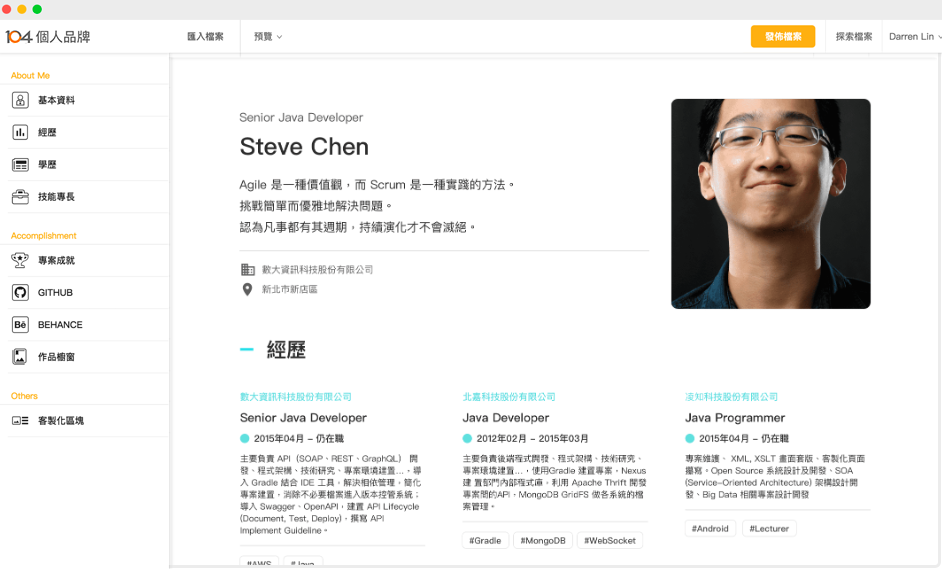 104 個人品牌
匯入檔案
預覽
發佈檔案
探索檔案
Darren Lin
About Me
基本資料
經歷
學歷
技能專長
Accomplishment
專案成就
GITHUB
Bē BEHANCE
作品櫥窗
Others
客製化區塊
Senior Java Developer
Steve Chen
Agile 是一種價值觀，而 Scrum 是一種實踐的方法。
挑戰簡單而優雅地解決問題。
認為凡事都有其週期，持續演化才不會滅絕。
數大資訊科技股份有限公司
新北市新店區
經歷
數大資訊科技股份有限公司
Senior Java Developer
2015年04月 – 仍在職
主要負責 API（SOAP、REST、GraphQL） 開
發、程式架構、技術研究、專案環境建置...，導
入 Gradle 結合 IDE 工具，解決相依管理，簡化
專案建置，消除不必要檔案進入版本控管系統；
導入 Swagger、OpenAPI，建置 API Lifecycle
(Document, Test, Deploy)，撰寫 API
Implement Guideline。
#AWS #Java
北嘉科技股份有限公司
Java Developer
2012年02月 – 2015年03月
主要負責後端程式開發、程式架構、技術研究、
專案環境建置...，使用Gradle 建置專案、Nexus
建 置部門內部程式庫，利用 Apache Thrift 開發
專案間的API，MongoDB GridFS 做各系統的檔
案管理。
#Gradle #MongoDB #WebSocket
凌知科技股份有限公司
Java Programmer
2015年04月 – 仍在職
專案維護、 XML, XSLT 畫面套版、客製化頁面
撰寫。Open Source 系統設計及開發、SOA
(Service-Oriented Architecture) 架構設計開
發、Big Data 相關專案設計開發
#Android #Lecturer